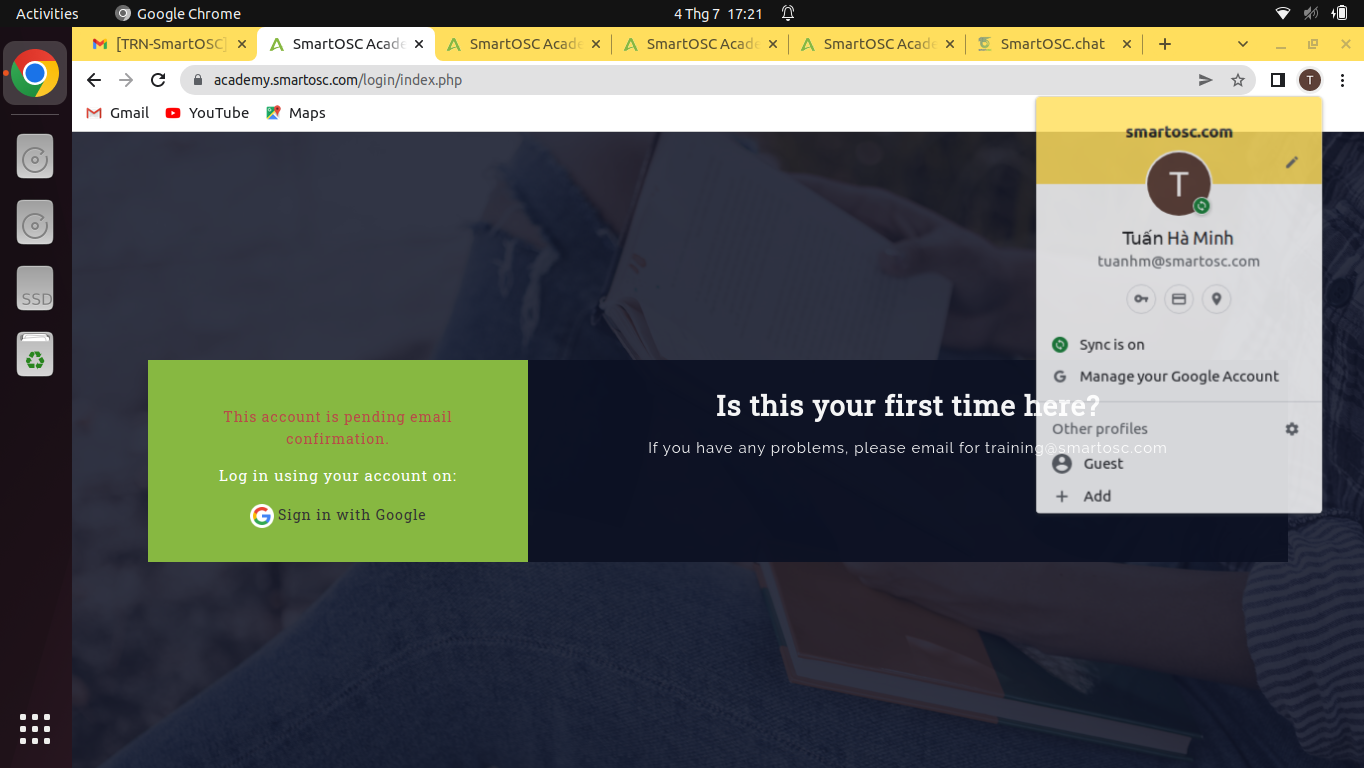 Activities
Google Chrome
4 Thg 7 17:21
[TRN-SmartOSC]
SmartOSC Acade
SmartOSC Acade
SmartOSC Acade
SmartOSC Acade
SmartOSC.chat
academy.smartosc.com/login/index.php
T
Gmail
YouTube
Maps
smartosc.com
T
Tuấn Hà Minh
tuanhm@smartosc.com
Sync is on
Manage your Google Account
Other profiles
Guest
Add
SSD
This account is pending email
confirmation.
Log in using your account on:
Sign in with Google
Is this your first time here?
If you have any problems, please email for training@smartosc.com